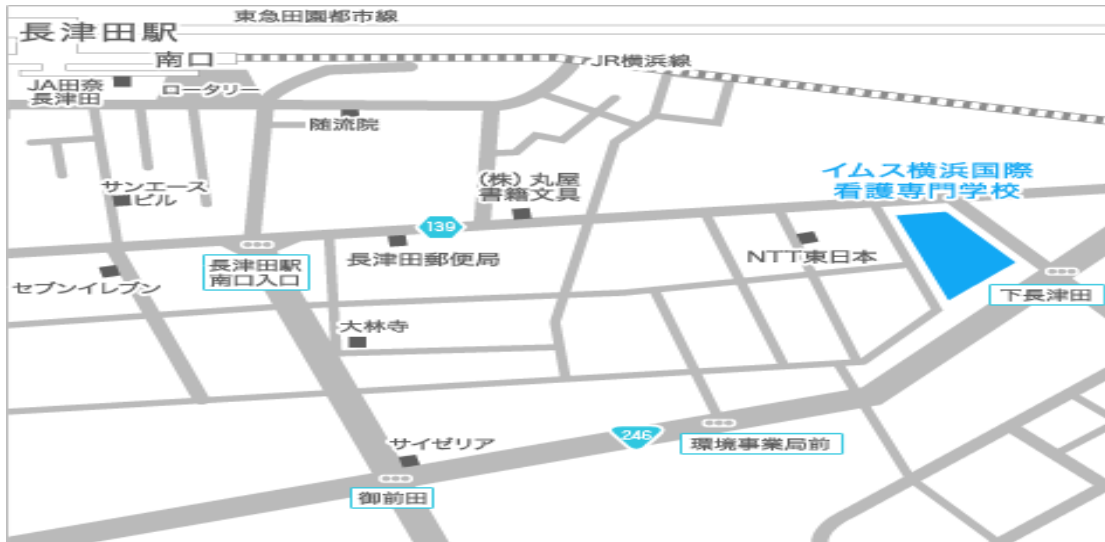 東急田園都市線
長津田駅
南口
JR横浜線
JA田奈
長津田
ロータリー
随流院
イムス横浜国際
看護専門学校
サンエース
ビル
(株)丸屋
書籍文具
139
長津田郵便局
NTT東日本
長津田駅
南口入口
セブンイレブン
下長津田
大林寺
サイゼリア
246
環境事業局前
御前田